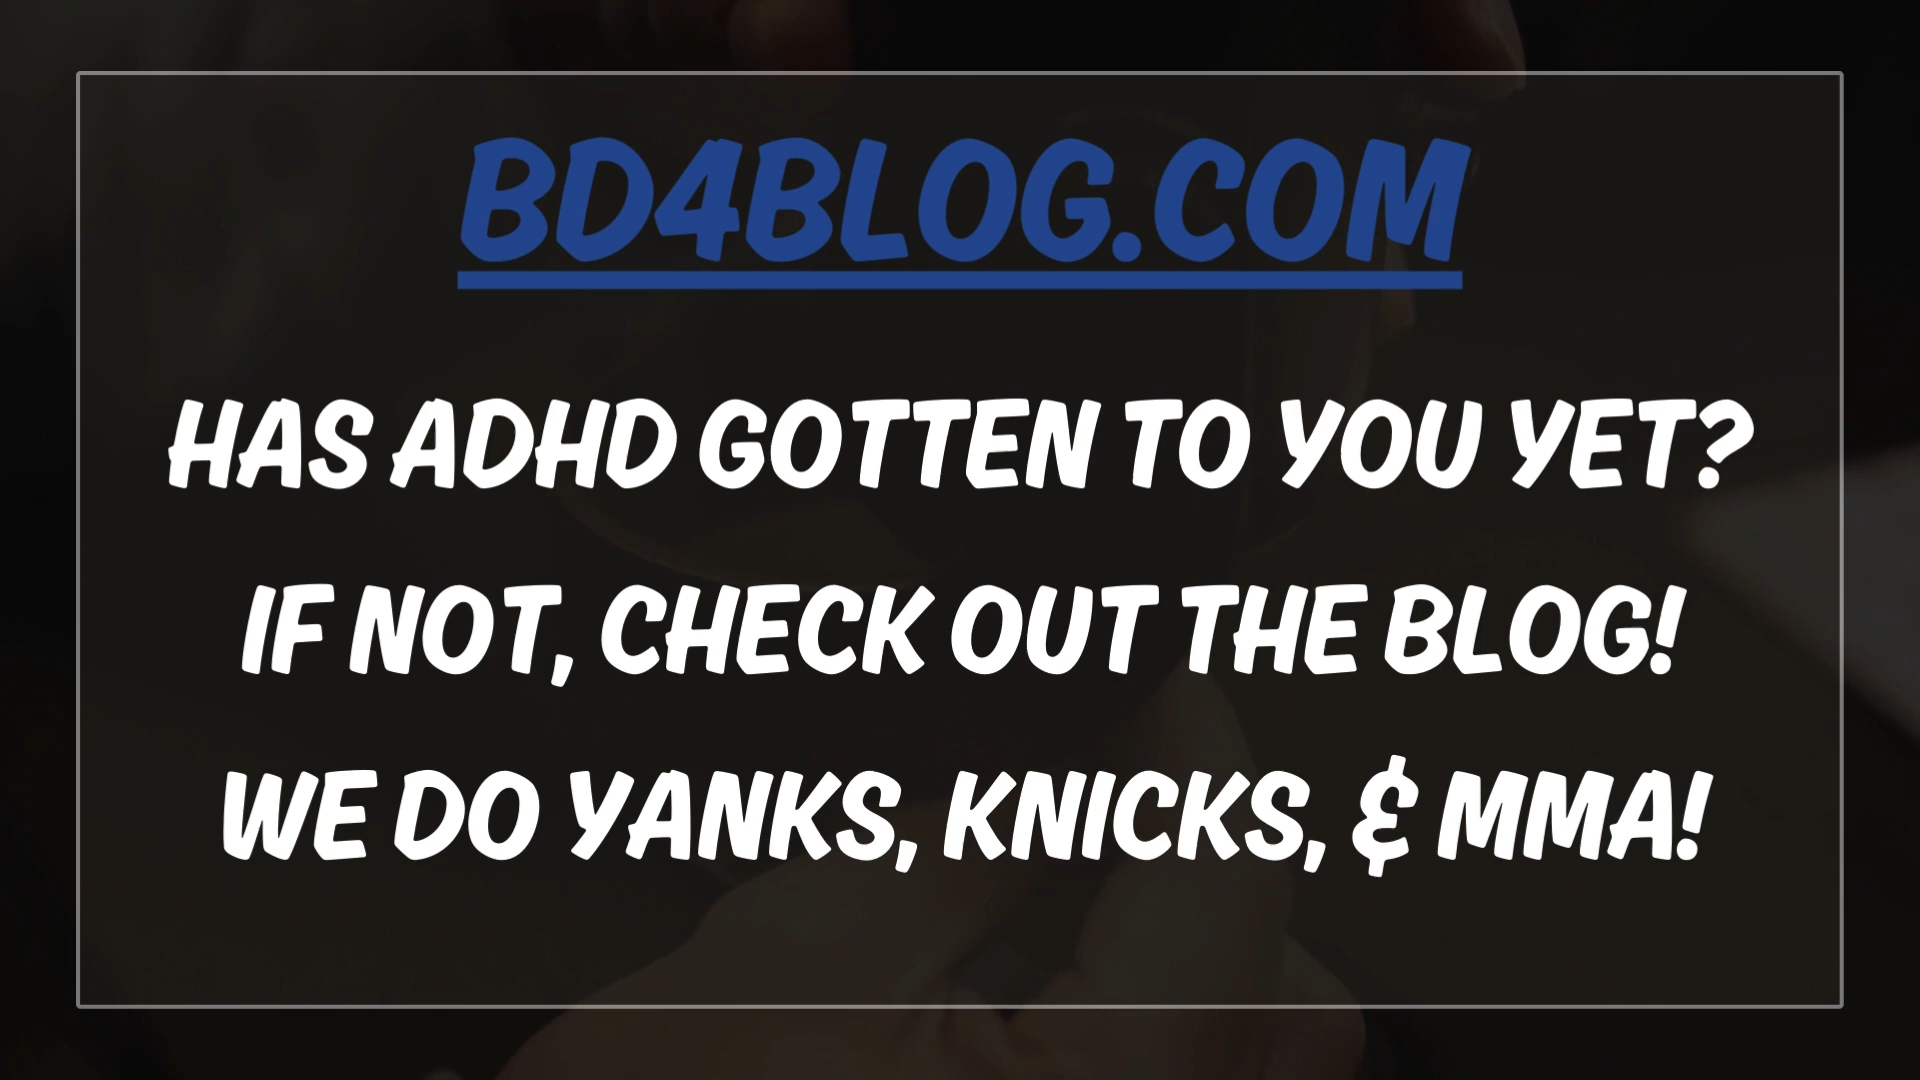 BD4BLOG.COM
HAS ADHD GOTTEN TO YOU YET?
IF NOT, CHECK OUT THE BLOG!
WE DO YANKS, KNICKS, & MMA!